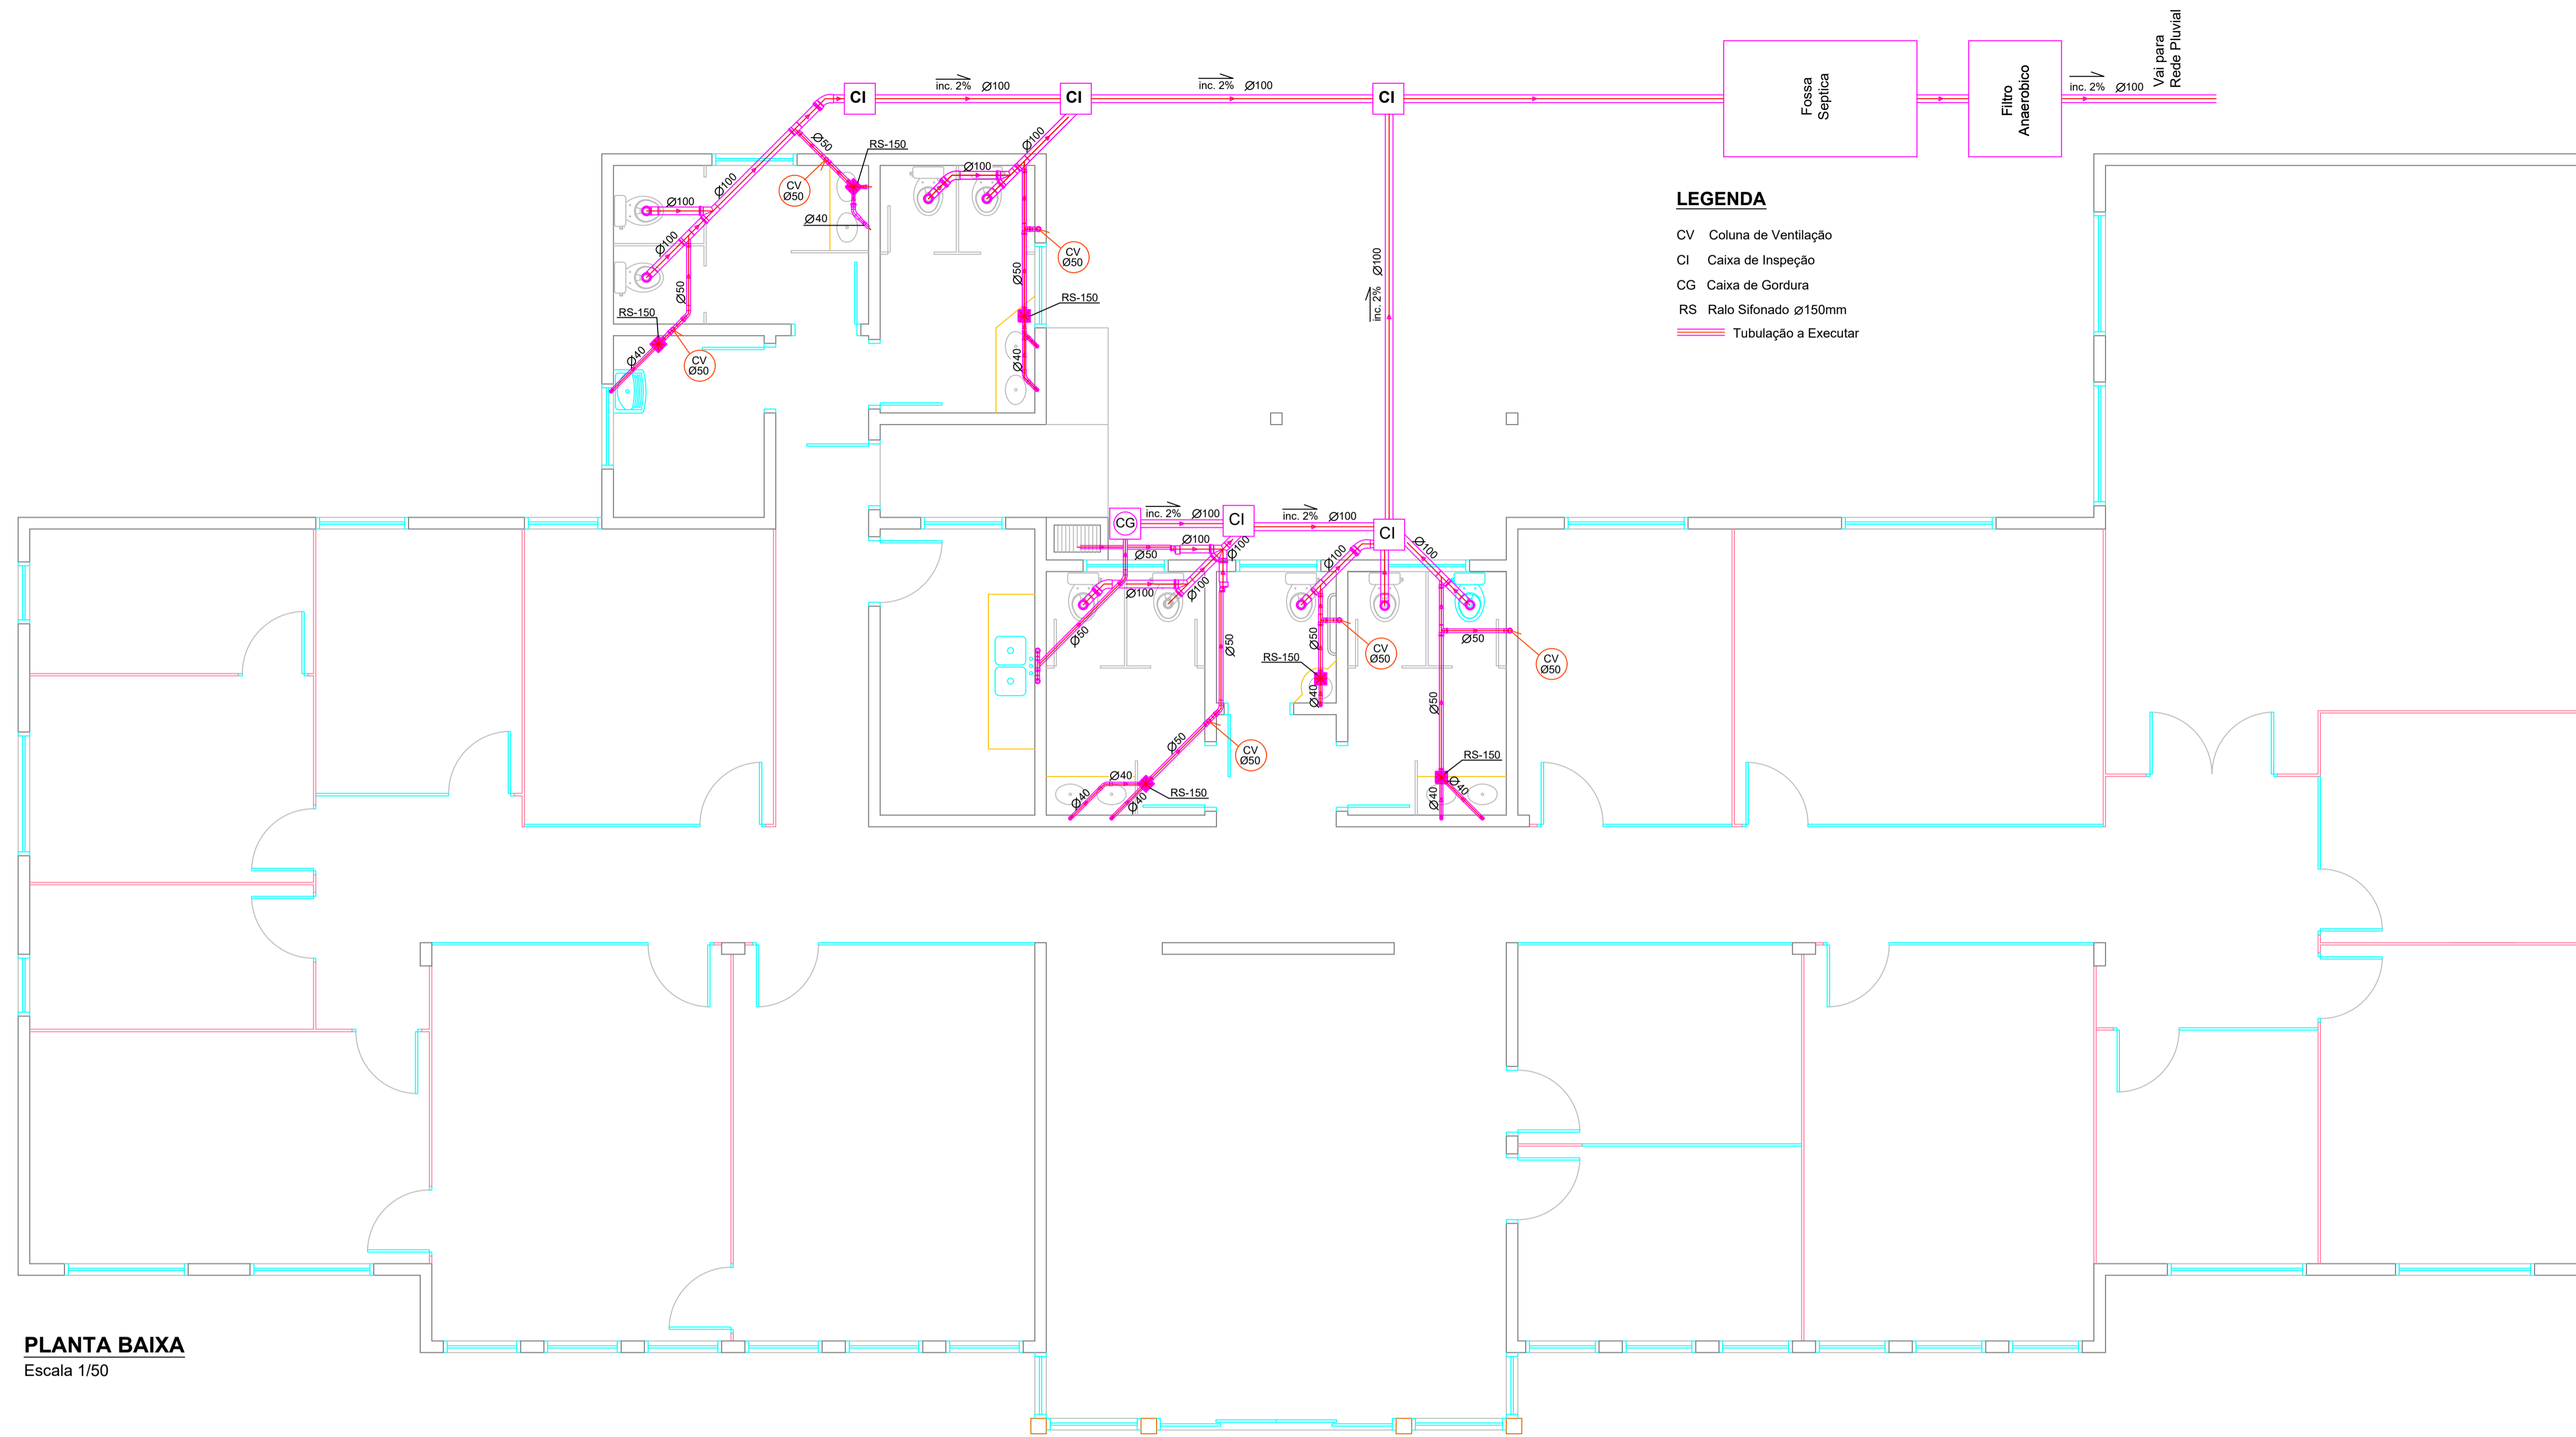 Vai para
Rede Pluvial
inc. 2% Ø100
inc. 2% Ø100
inc. 2% Ø100
CI
CI
CI
Fossa
Septica
Filtro
Anaerobico
Ø50
RS-150
Ø100
Ø100
CV
Ø50
Ø100
Ø100
Ø40
Ø100
CV
Ø50
Ø50
Ø50
RS-150
RS-150
CV
Ø50
Ø40
Ø40
inc. 2% Ø100
LEGENDA
CV Coluna de Ventilação
CI Caixa de Inspeção
CG Caixa de Gordura
RS Ralo Sifonado Ø150mm
Tubulação a Executar
CG
inc. 2% Ø100
CI
inc. 2% Ø100
CI
Ø100
Ø50
Ø100
Ø100
Ø100
Ø100
Ø100
Ø50
Ø50
Ø50
CV
Ø50
Ø50
CV
Ø50
RS-150
Ø40
Ø50
Ø50
CV
Ø50
RS-150
Ø40
RS-150
Ø40
Ø40
Ø40
Ø40
PLANTA BAIXA
Escala 1/50